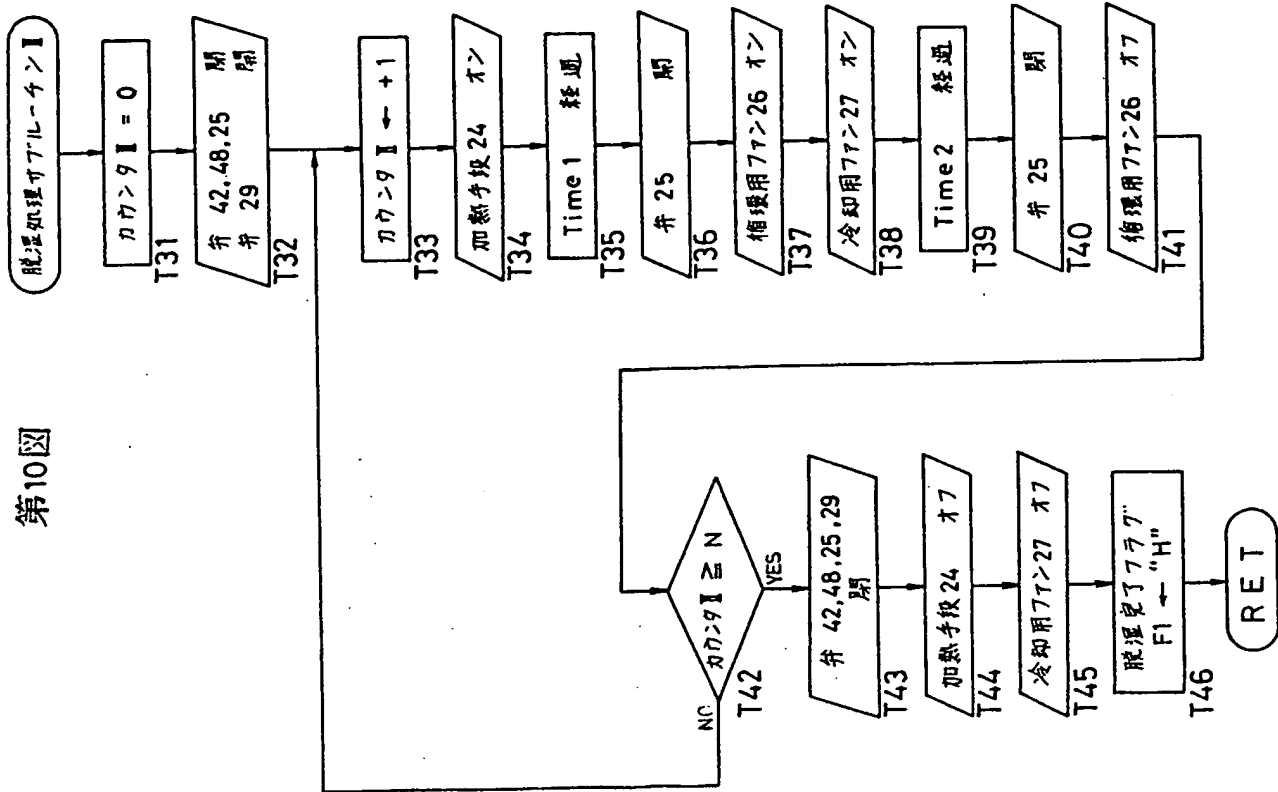 第10図
脱湿処理サブルーチンⅡ
カウンタⅡ = 0
T31
弁 42,48,25 閉
弁 29 開
T32
カウンタⅡ ← +1
T33
加熱手段24 オン
T34
Time1 経過
T35
弁 25 開
T36
循環用ファン26 オン
T37
冷却用ファン27 オン
T38
Time2 経過
T39
弁 25 閉
T40
循環用ファン26 オフ
T41
カウンタⅡ ≧ N
NO
YES
T42
弁 42,48,25,29
T43
加熱手段24 オフ
T44
冷却用ファン27 オフ
T45
脱湿完了フラグ
F1 ← "H"
T46
RET